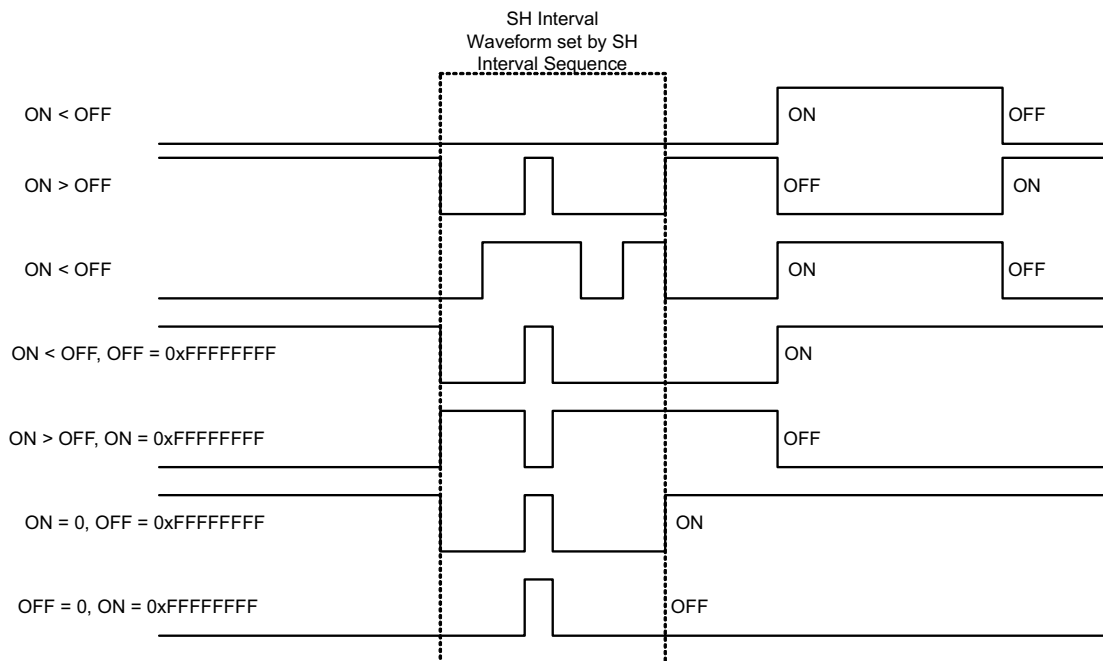 SH Interval
Waveform set by SH
Interval Sequence
ON < OFF
ON
OFF
ON > OFF
OFF
ON
ON < OFF
ON
OFF
ON < OFF, OFF = 0xFFFFFFFF
ON
ON > OFF, ON = 0xFFFFFFFF
OFF
ON = 0, OFF = 0xFFFFFFFF
ON
OFF = 0, ON = 0xFFFFFFFF
OFF